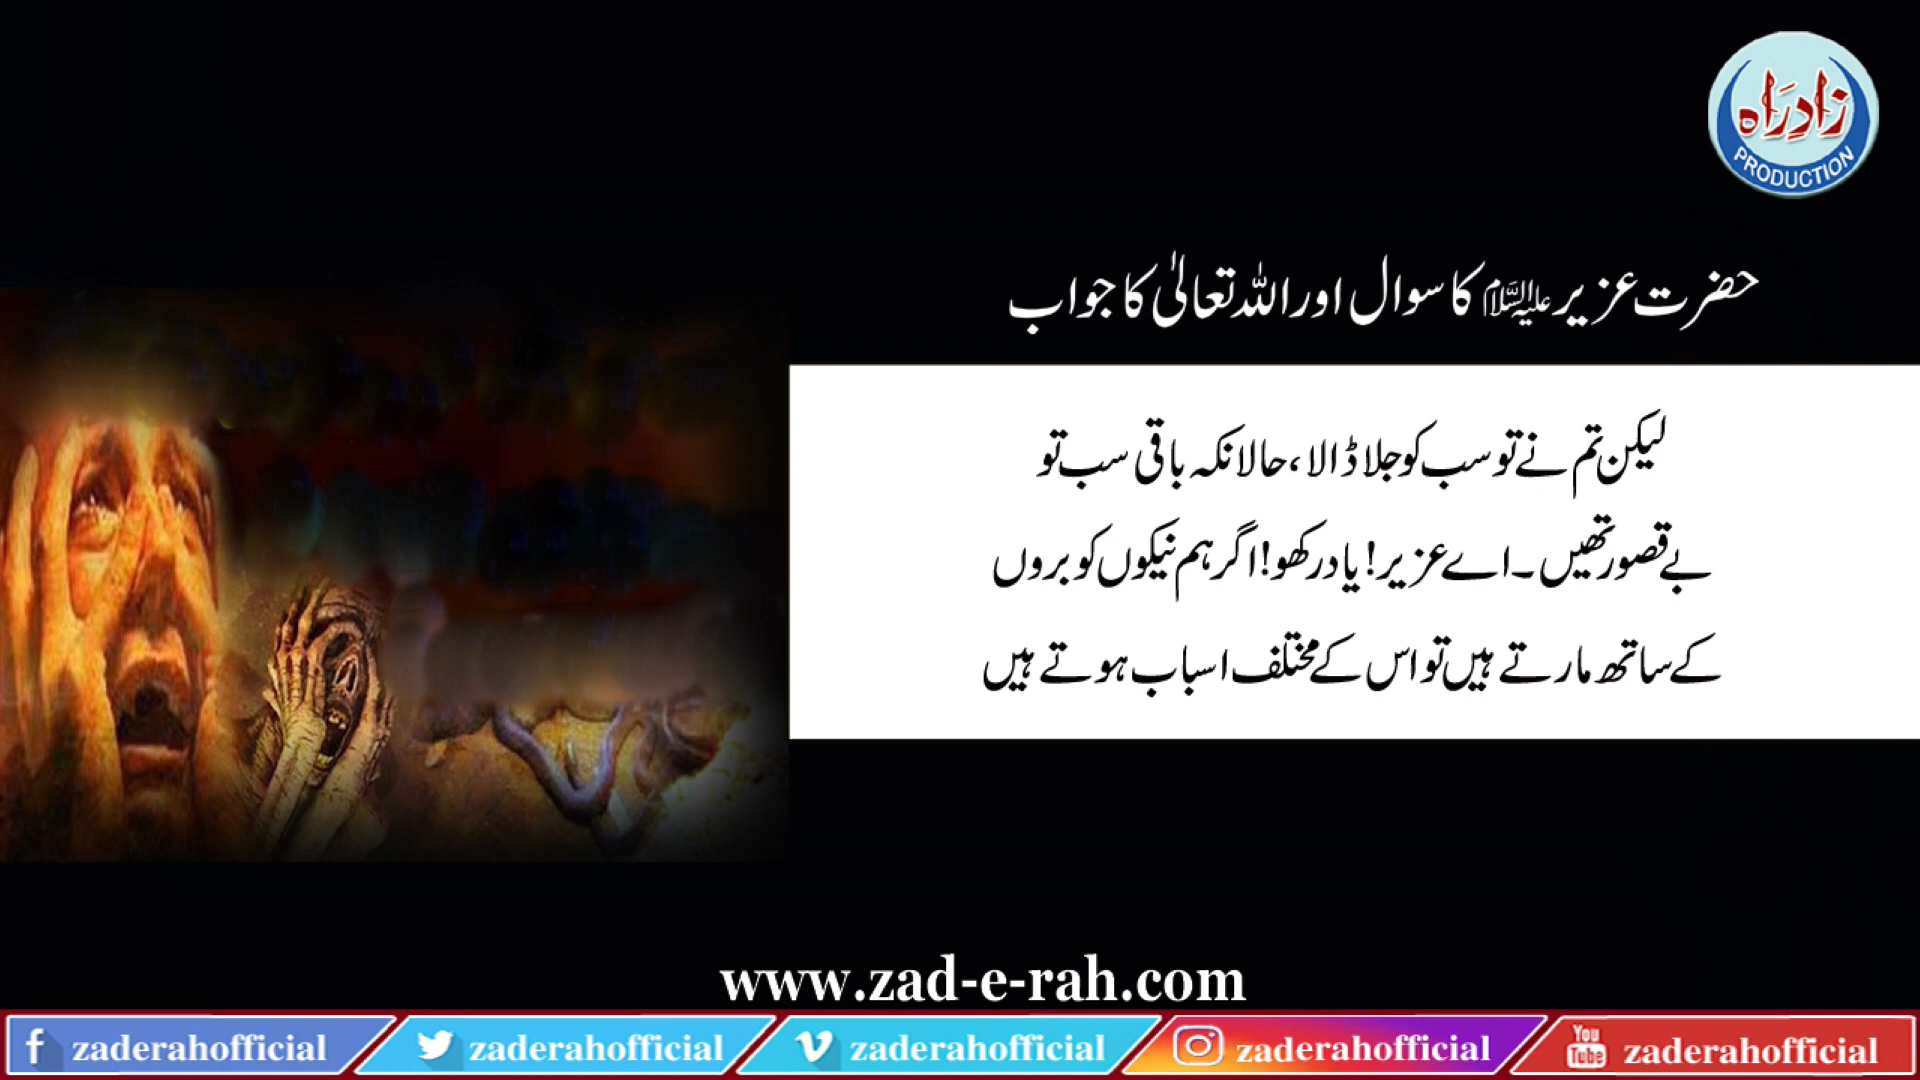 زادِ رَاہ
PRODUCTION
حضرت عزیر علیہ السلام کا سوال اور اللہ تعالیٰ کا جواب
لیکن تم نے تو سب کو جلا ڈالا، حالانکہ باقی سب تو
بے قصور تھیں۔ اے عزیر! یاد رکھو! اگر ہم نیکوں کو بروں
کے ساتھ مارتے ہیں تو اس کے مختلف اسباب ہوتے ہیں
www.zad-e-rah.com
zaderahofficial zaderahofficial zaderahofficial zaderahofficial You Tube zaderahofficial